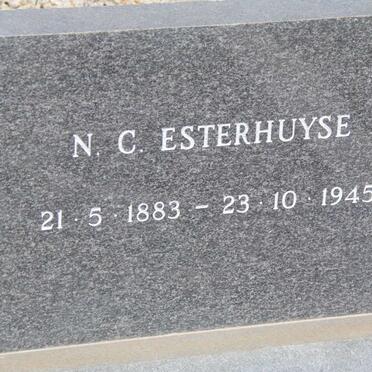 N. C. ESTERHUYSE
21 · 5 · 1883 – 23 · 10 · 1945